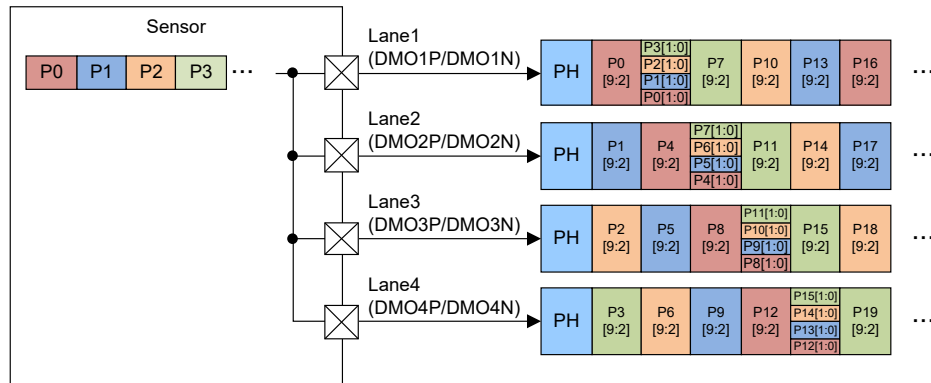 Sensor
P0 P1 P2 P3 ...
Lane1
(DMO1P/DMO1N)
PH
P0
[9:2]
P3[1:0]
P2[1:0]
P1[1:0]
P0[1:0]
P7
[9:2]
P10
[9:2]
P13
[9:2]
P16
[9:2]
...
Lane2
(DMO2P/DMO2N)
PH
P1
[9:2]
P4
[9:2]
P7[1:0]
P6[1:0]
P5[1:0]
P4[1:0]
P11
[9:2]
P14
[9:2]
P17
[9:2]
...
Lane3
(DMO3P/DMO3N)
PH
P2
[9:2]
P5
[9:2]
P8
[9:2]
P11[1:0]
P10[1:0]
P9[1:0]
P8[1:0]
P15
[9:2]
P18
[9:2]
...
Lane4
(DMO4P/DMO4N)
PH
P3
[9:2]
P6
[9:2]
P9
[9:2]
P12
[9:2]
P15[1:0]
P14[1:0]
P13[1:0]
P12[1:0]
P19
[9:2]
...